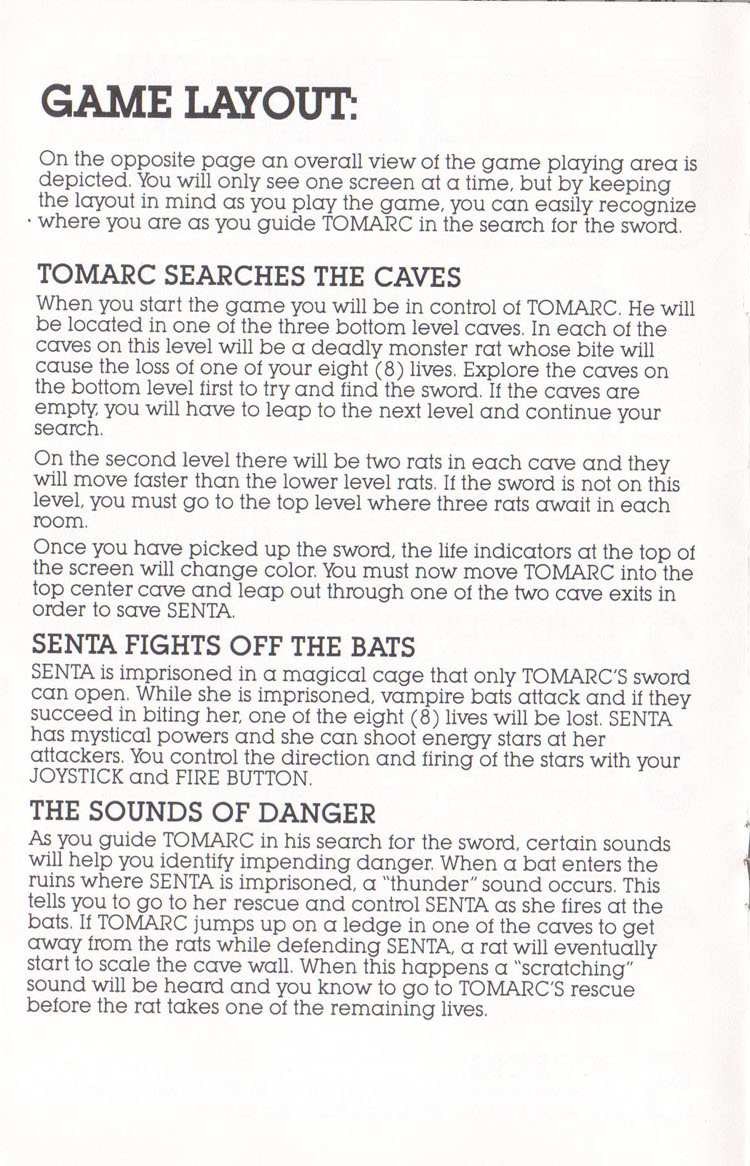 GAME LAYOUT:
On the opposite page an overall view of the game playing area is
depicted. You will only see one screen at a time, but by keeping
the layout in mind as you play the game, you can easily recognize
where you are as you guide TOMARC in the search for the sword.
TOMARC SEARCHES THE CAVES
When you start the game you will be in control of TOMARC. He will
be located in one of the three bottom level caves. In each of the
caves on this level will be a deadly monster rat whose bite will
cause the loss of one of your eight (8) lives. Explore the caves on
the bottom level first to try and find the sword. If the caves are
empty, you will have to leap to the next level and continue your
search.
On the second level there will be two rats in each cave and they
will move faster than the lower level rats. If the sword is not on this
level, you must go to the top level where three rats await in each
room.
Once you have picked up the sword, the life indicators at the top of
the screen will change color. You must now move TOMARC into the
top center cave and leap out through one of the two cave exits in
order to save SENTA.
SENTA FIGHTS OFF THE BATS
SENTA is imprisoned in a magical cage that only TOMARC'S sword
can open. While she is imprisoned, vampire bats attack and if they
succeed in biting her, one of the eight (8) lives will be lost. SENTA
has mystical powers and she can shoot energy stars at her
attackers. You control the direction and firing of the stars with your
JOYSTICK and FIRE BUTTON.
THE SOUNDS OF DANGER
As you guide TOMARC in his search for the sword, certain sounds
will help you identify impending danger. When a bat enters the
ruins where SENTA is imprisoned, a "thunder" sound occurs. This
tells you to go to her rescue and control SENTA as she fires at the
bats. If TOMARC jumps up on a ledge in one of the caves to get
away from the rats while defending SENTA, a rat will eventually
start to scale the cave wall. When this happens a "scratching"
sound will be heard and you know to go to TOMARC'S rescue
before the rat takes one of the remaining lives.